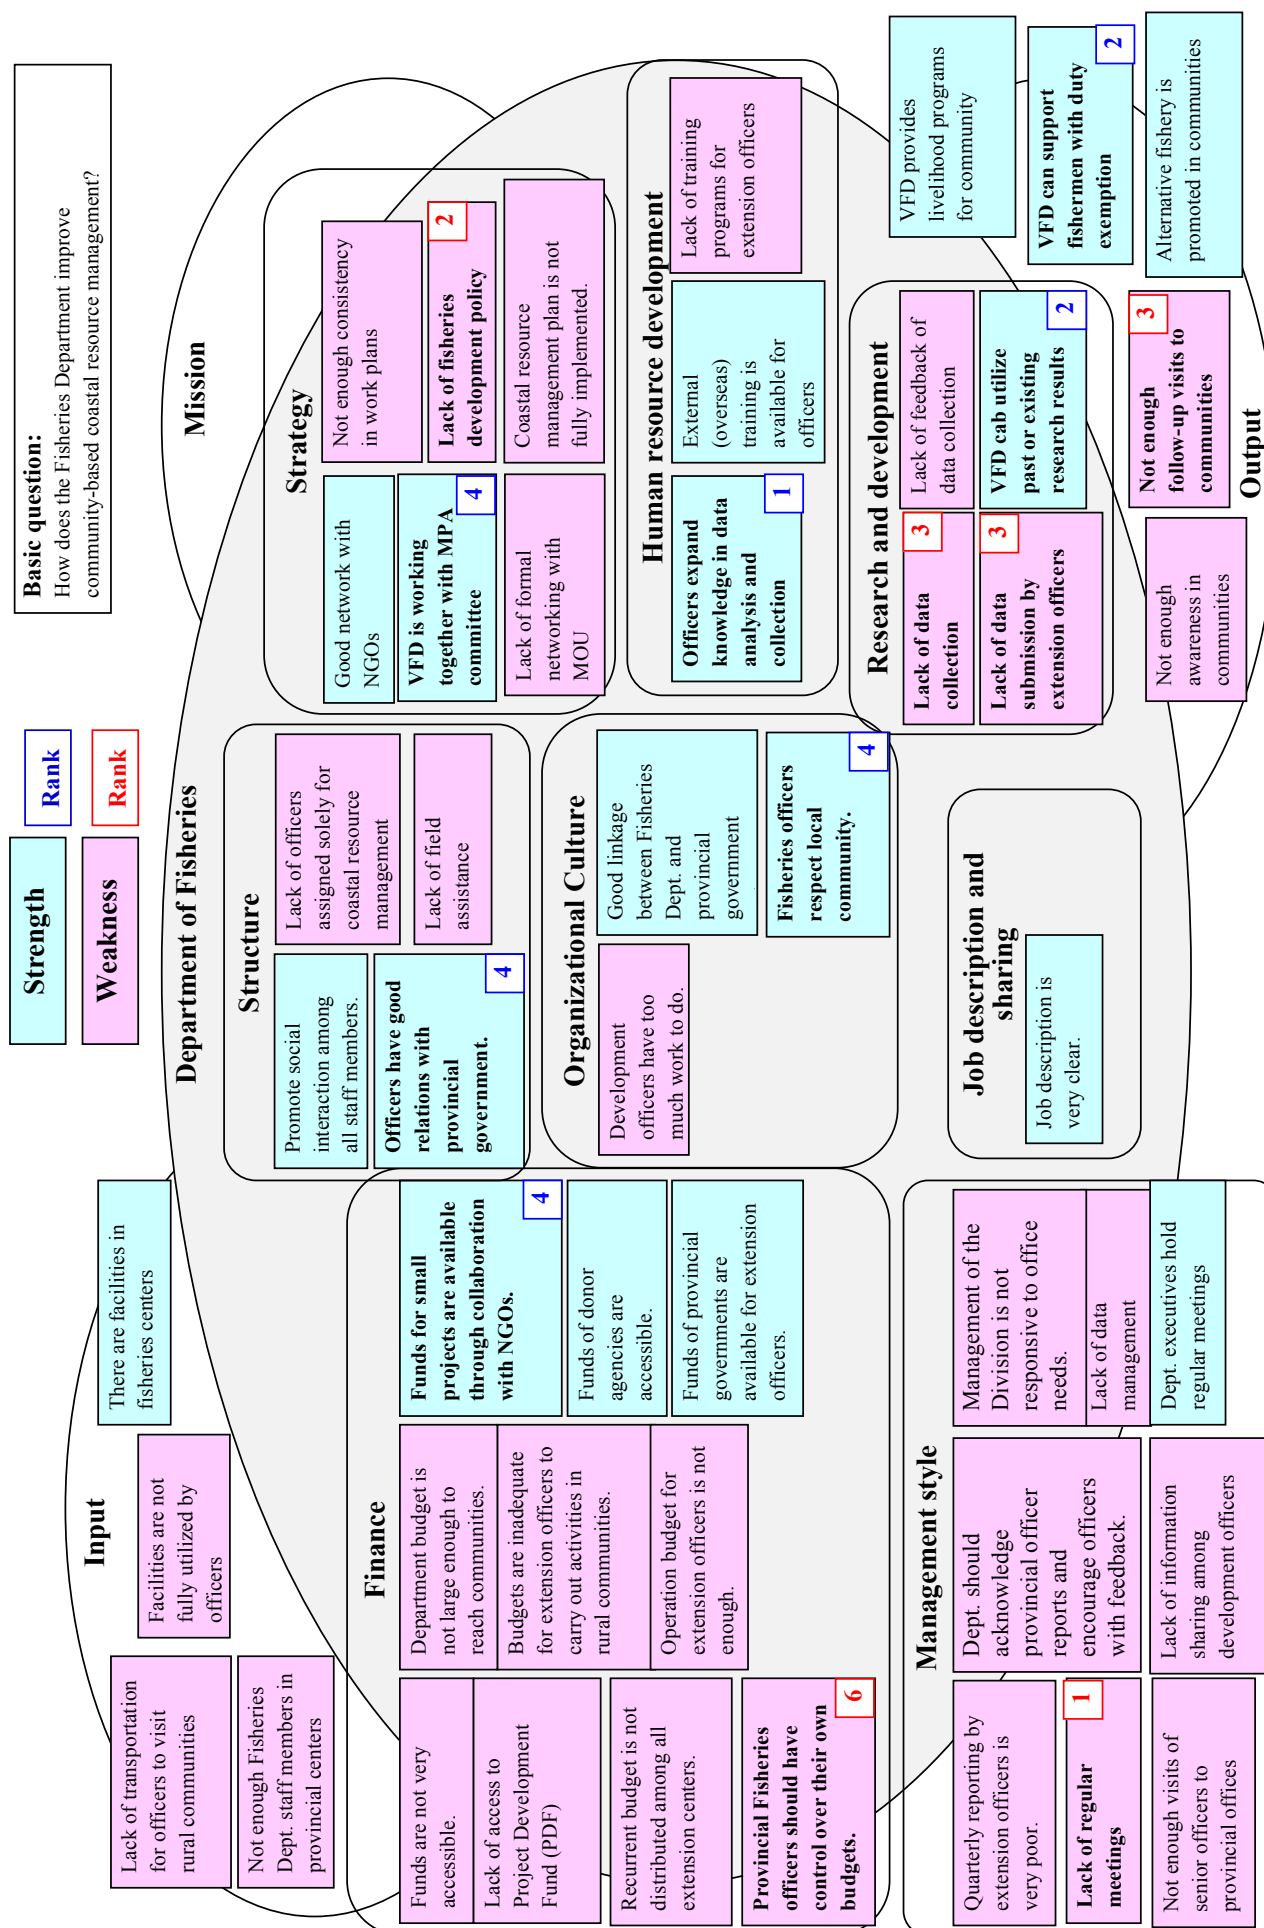 Basic question:
How does the Fisheries Department improve
community-based coastal resource management?
Strength
Rank
Weakness
Rank
Input
Lack of transportation
for officers to visit
rural communities
Not enough Fisheries
Dept. staff members in
provincial centers
Facilities are not
fully utilized by
officers
There are facilities in
fisheries centers
Department of Fisheries
Mission
Finance
Funds are not very
accessible.
Lack of access to
Project Development
Fund (PDF)
Recurrent budget is not
distributed among all
extension centers.
Provincial Fisheries
officers should have
control over their own
budgets.
6
Department budget is
not large enough to
reach communities.
Budgets are inadequate
for extension officers to
carry out activities in
rural communities.
Operation budget for
extension officers is not
enough.
Funds for small
projects are available
through collaboration
with NGOs.
4
Funds of donor
agencies are
accessible.
Funds of provincial
governments are
available for extension
officers.
Structure
Promote social
interaction among
all staff members.
Officers have good
relations with
provincial
government.
4
Lack of officers
assigned solely for
coastal resource
management
Lack of field
assistance
Strategy
Good network with
NGOs
VFD is working
together with MPA
committee
4
Lack of formal
networking with
MOU
Not enough consistency
in work plans
Lack of fisheries
development policy
2
Coastal resource
management plan is not
fully implemented.
Organizational Culture
Development
officers have too
much work to do.
Good linkage
between Fisheries
Dept. and
provincial
government
Fisheries officers
respect local
community.
4
Human resource development
Officers expand
knowledge in data
analysis and
collection
1
External
(overseas)
training is
available for
officers
Lack of training
programs for
extension officers
Management style
Quarterly reporting by
extension officers is
very poor.
Lack of regular
meetings
1
Not enough visits of
senior officers to
provincial offices
Dept. should
acknowledge
provincial officer
reports and
encourage officers
with feedback.
Lack of information
sharing among
development officers
Management of the
Division is not
responsive to office
needs.
Lack of data
management
Dept. executives hold
regular meetings
Job description and
sharing
Job description is
very clear.
Research and development
Lack of data
collection
3
Lack of data
submission by
extension officers
3
Lack of feedback of
data collection
VFD cab utilize
past or existing
research results
2
Output
Not enough
awareness in
communities
Not enough
follow-up visits to
communities
3
VFD provides
livelihood programs
for community
VFD can support
fishermen with duty
exemption
2
Alternative fishery is
promoted in communities